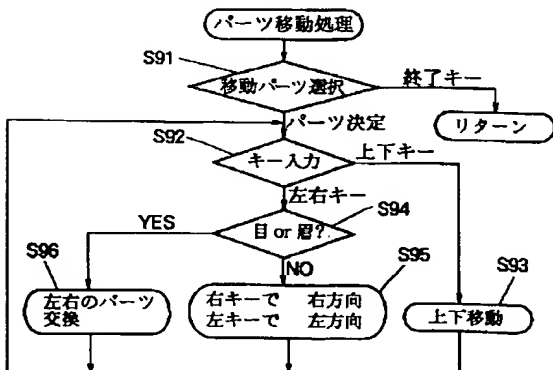 パーツ移動処理
S91
移動パーツ選択
終了キー
リターン
パーツ決定
S92
キー入力
上下キー
左右キー
S94
目 or 眉?
YES
NO
S96
左右のパーツ
交換
S95
右キーで 右方向
左キーで 左方向
S93
上下移動